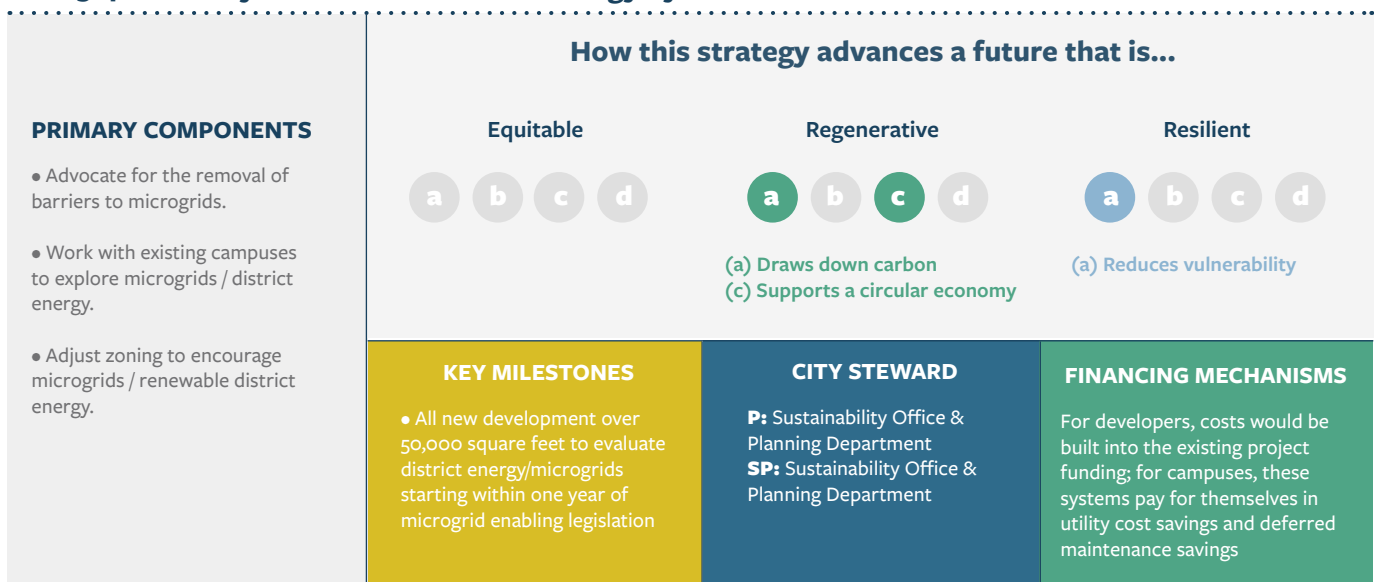 How this strategy advances a future that is...
PRIMARY COMPONENTS
• Advocate for the removal of
barriers to microgrids.
• Work with existing campuses
to explore microgrids / district
energy.
• Adjust zoning to encourage
microgrids / renewable district
energy.
Equitable
a b c d
Regenerative
a b c d
(a) Draws down carbon
(c) Supports a circular economy
Resilient
a b c d
(a) Reduces vulnerability
KEY MILESTONES
• All new development over
50,000 square feet to evaluate
district energy/microgrids
starting within one year of
microgrid enabling legislation
CITY STEWARD
P: Sustainability Office &
Planning Department
SP: Sustainability Office &
Planning Department
FINANCING MECHANISMS
For developers, costs would be
built into the existing project
funding; for campuses, these
systems pay for themselves in
utility cost savings and deferred
maintenance savings